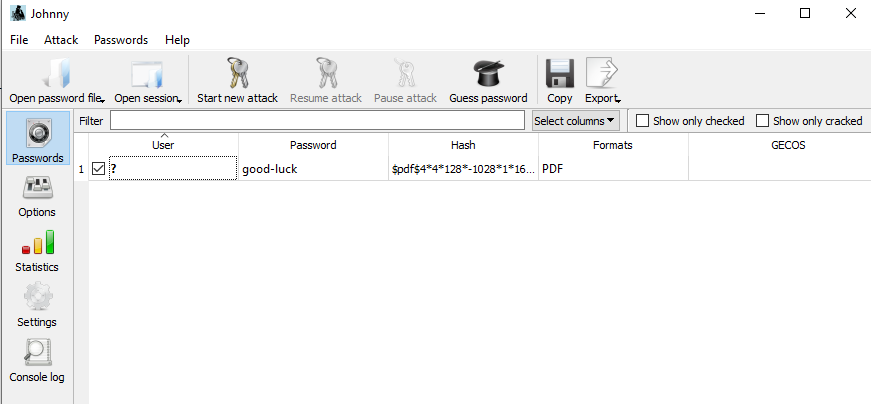 Johnny
File Attack Passwords Help
Open password file Open session Start new attack Resume attack Pause attack Guess password Copy Export
Filter Select columns Show only checked Show only cracked
Passwords
Options
Statistics
Settings
Console log
User Password Hash Formats GECOS
1 ? good-luck $pdf$4*4*128*-1028*1*16... PDF